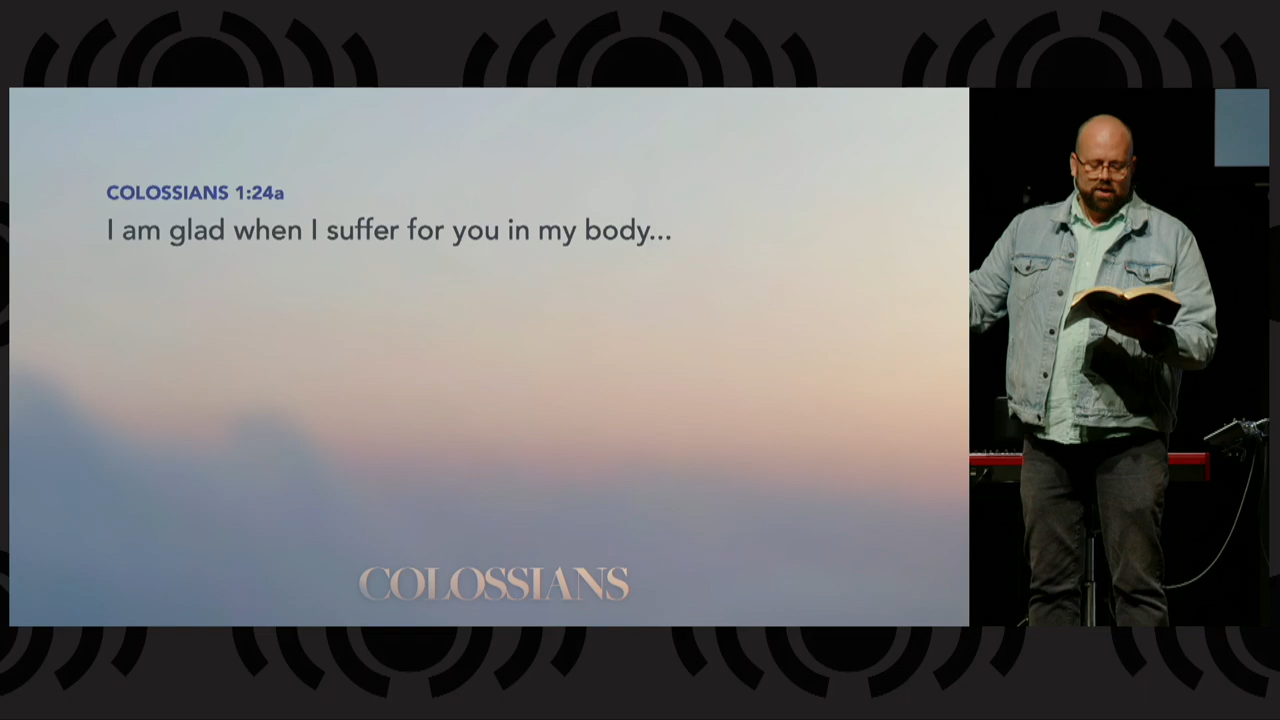 COLOSSIANS 1:24a
I am glad when I suffer for you in my body...
COLOSSIANS